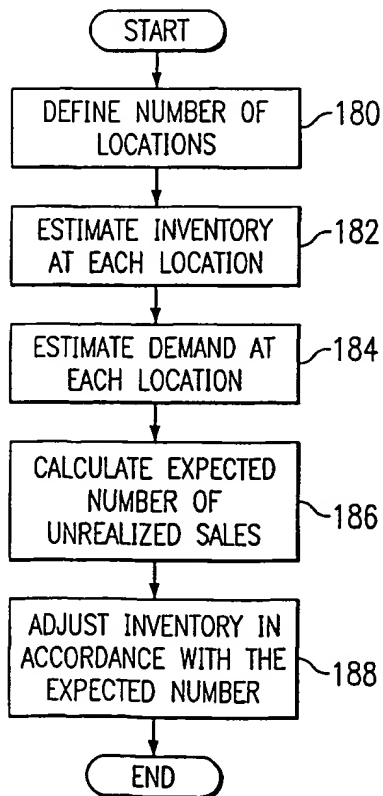 START
DEFINE NUMBER OF
LOCATIONS
180
ESTIMATE INVENTORY
AT EACH LOCATION
182
ESTIMATE DEMAND AT
EACH LOCATION
184
CALCULATE EXPECTED
NUMBER OF
UNREALIZED SALES
186
ADJUST INVENTORY IN
ACCORDANCE WITH THE
EXPECTED NUMBER
188
END